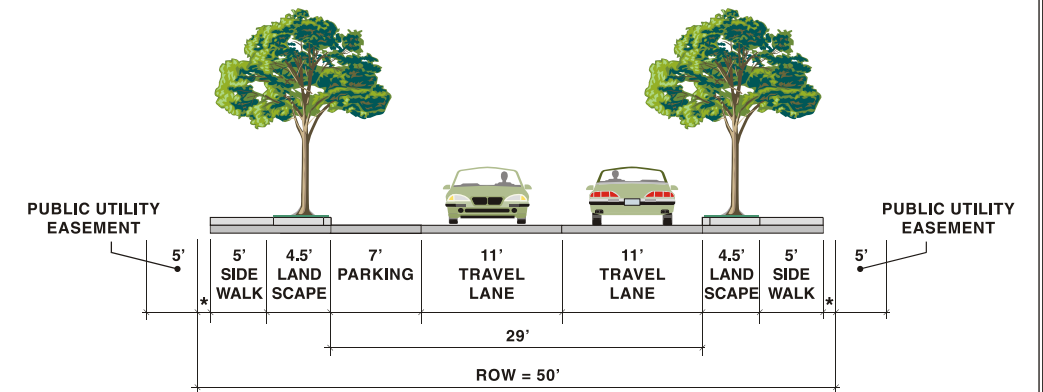 PUBLIC UTILITY
EASEMENT
PUBLIC UTILITY
EASEMENT
5'
*
5'
SIDE
WALK
4.5'
LAND
SCAPE
7'
PARKING
11'
TRAVEL
LANE
11'
TRAVEL
LANE
4.5'
LAND
SCAPE
5'
SIDE
WALK
*
5'
29'
ROW = 50'